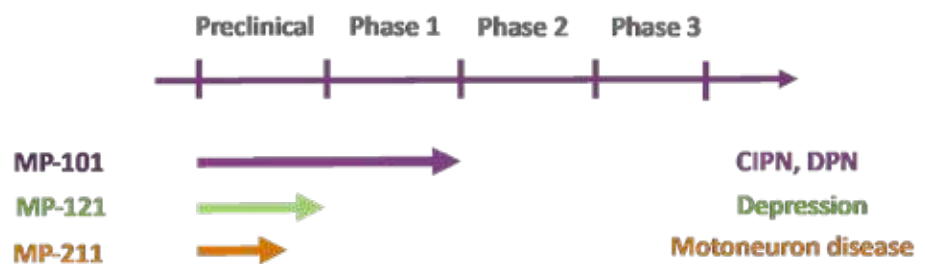 Preclinical Phase 1 Phase 2 Phase 3
MP-101 CIPN, DPN
MP-121 Depression
MP-211 Motoneuron disease